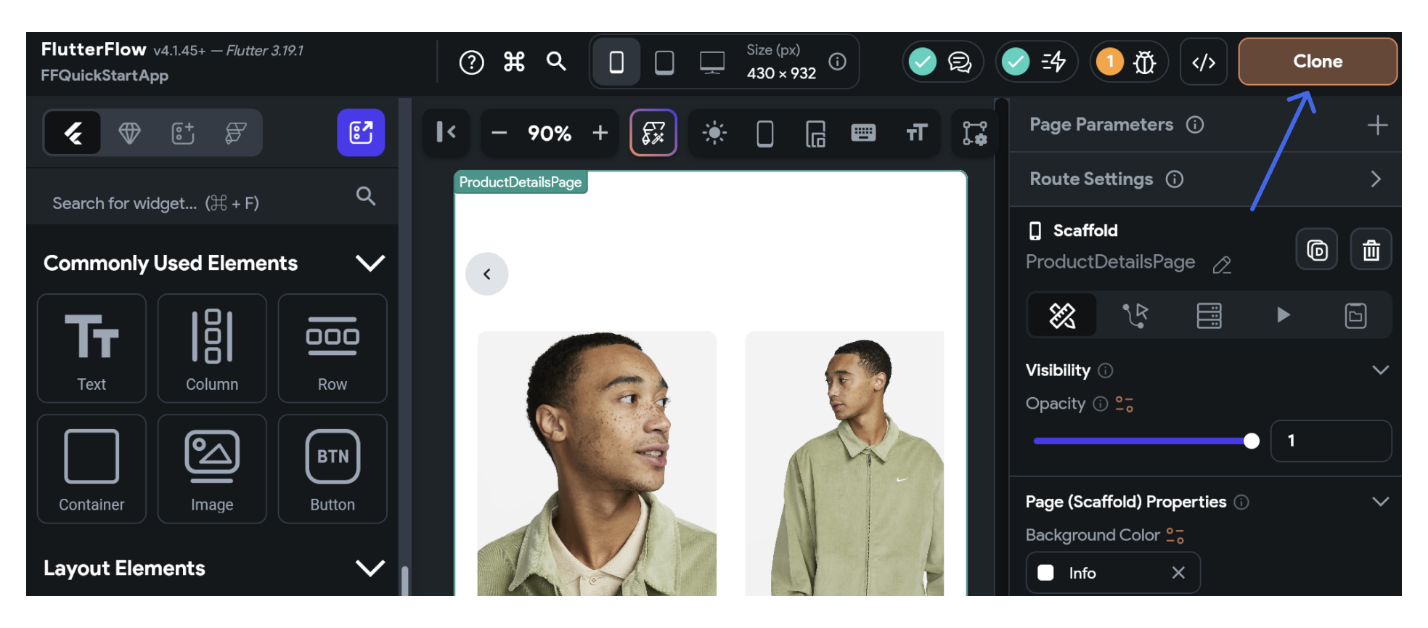 FlutterFlow v4.1.45+ — Flutter 3.19.1
FFQuickStartApp
Size (px)
430 × 932
1
Clone
Search for widget... (⌘ + F)
Commonly Used Elements
Text
Column
Row
Container
Image
BTN
Button
Layout Elements
90%
ProductDetailsPage
Page Parameters
Route Settings
Scaffold
ProductDetailsPage
Visibility
Opacity
1
Page (Scaffold) Properties
Background Color
Info